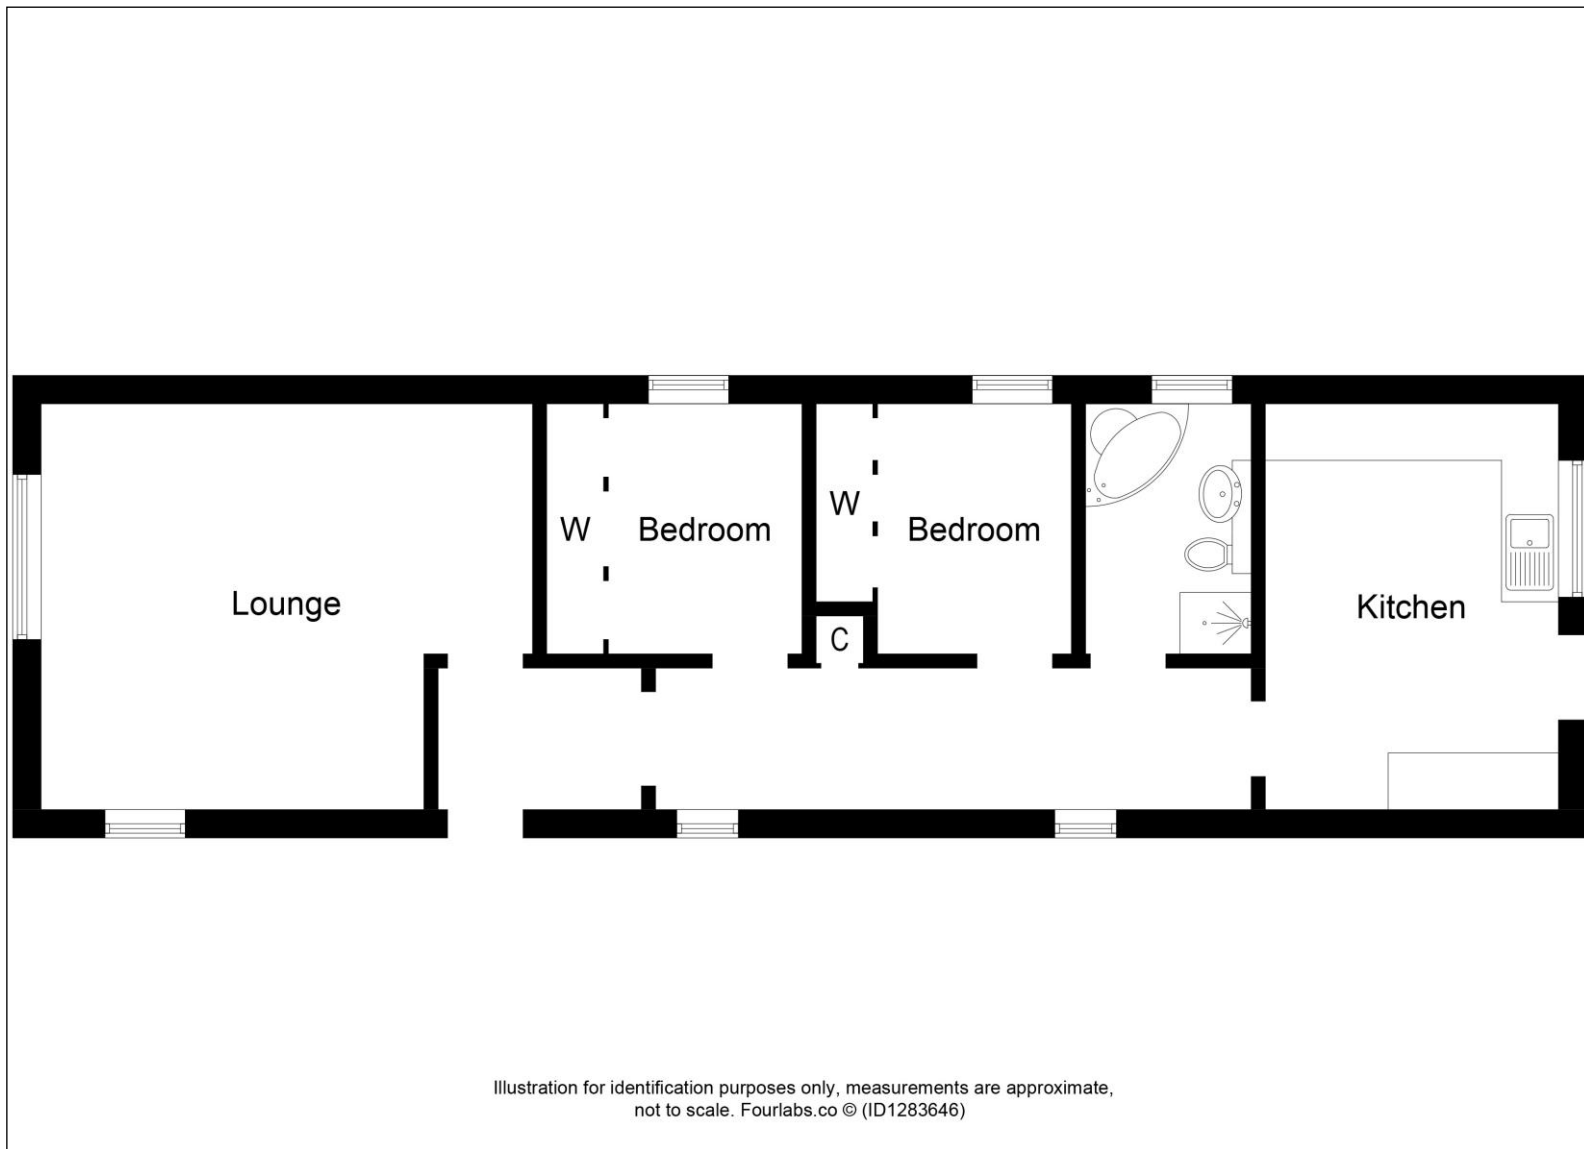 W
Bedroom
W
Bedroom
Lounge
Kitchen
C
Illustration for identification purposes only, measurements are approximate,
not to scale. Fourlabs.co © (ID1283646)